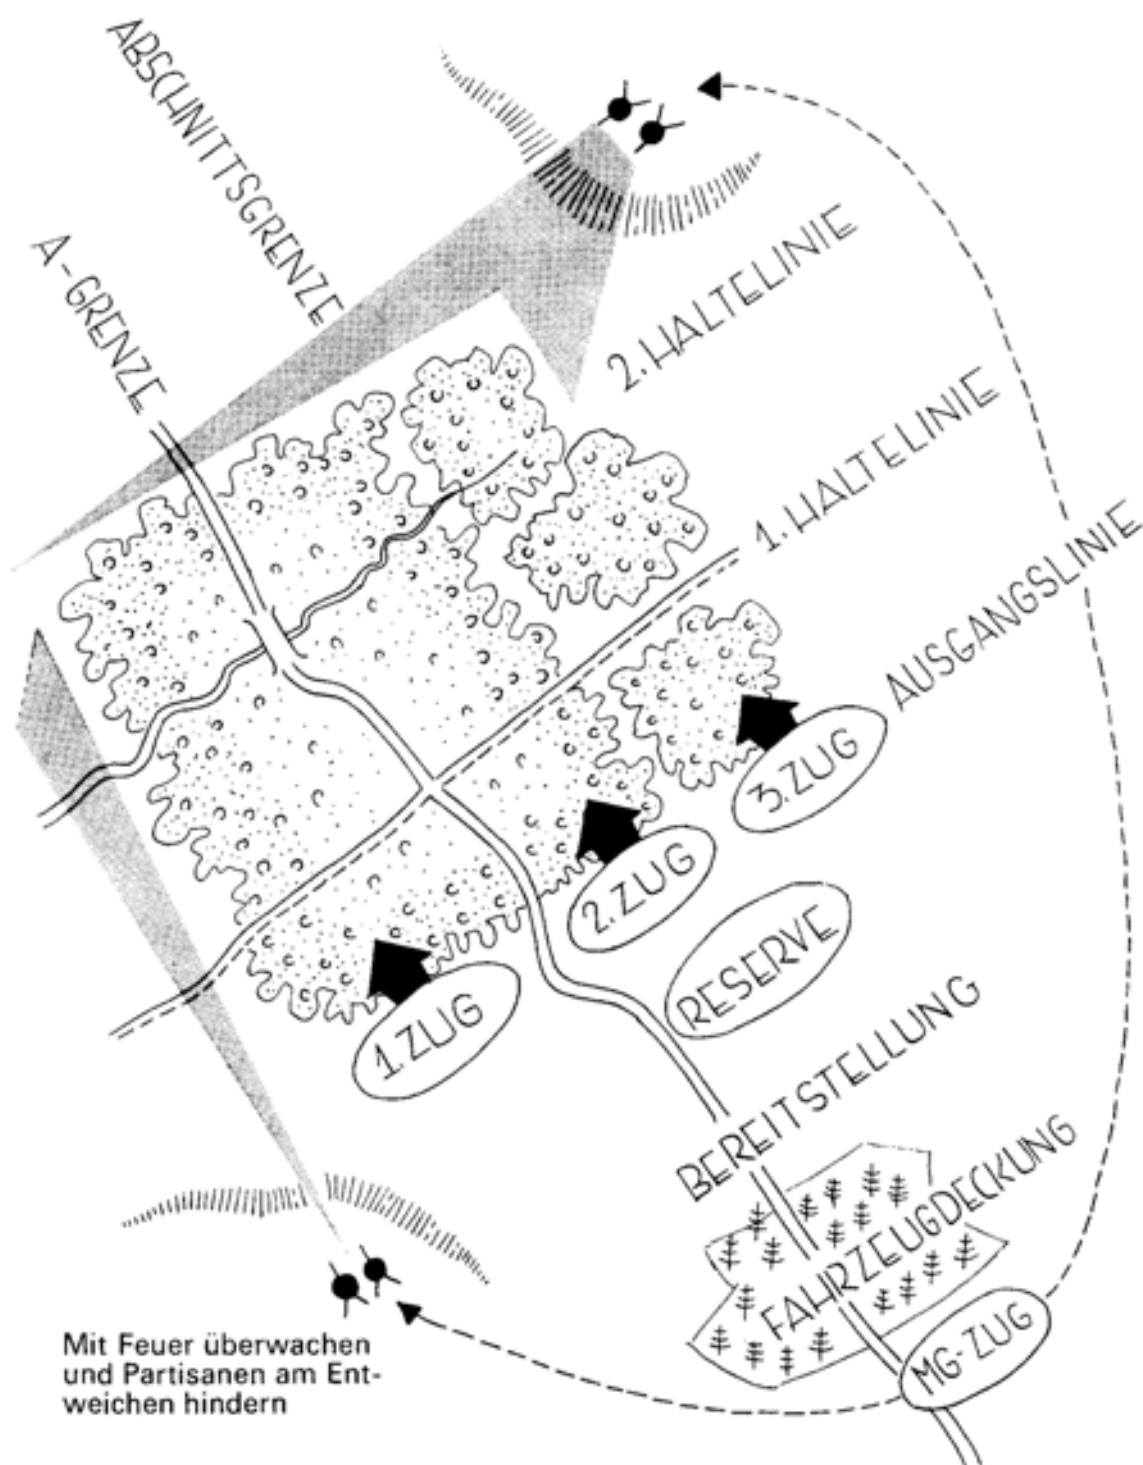 ABSCHNITTSGRENZE
A-GRENZE
2. HALTELINIE
1. HALTELINIE
AUSGANGSLINIE
3. ZUG
2. ZUG
RESERVE
1. ZUG
BEREITSTELLUNG
FAHRZEUGDECKUNG
MG-ZUG
Mit Feuer überwachen
und Partisanen am Ent-
weichen hindern